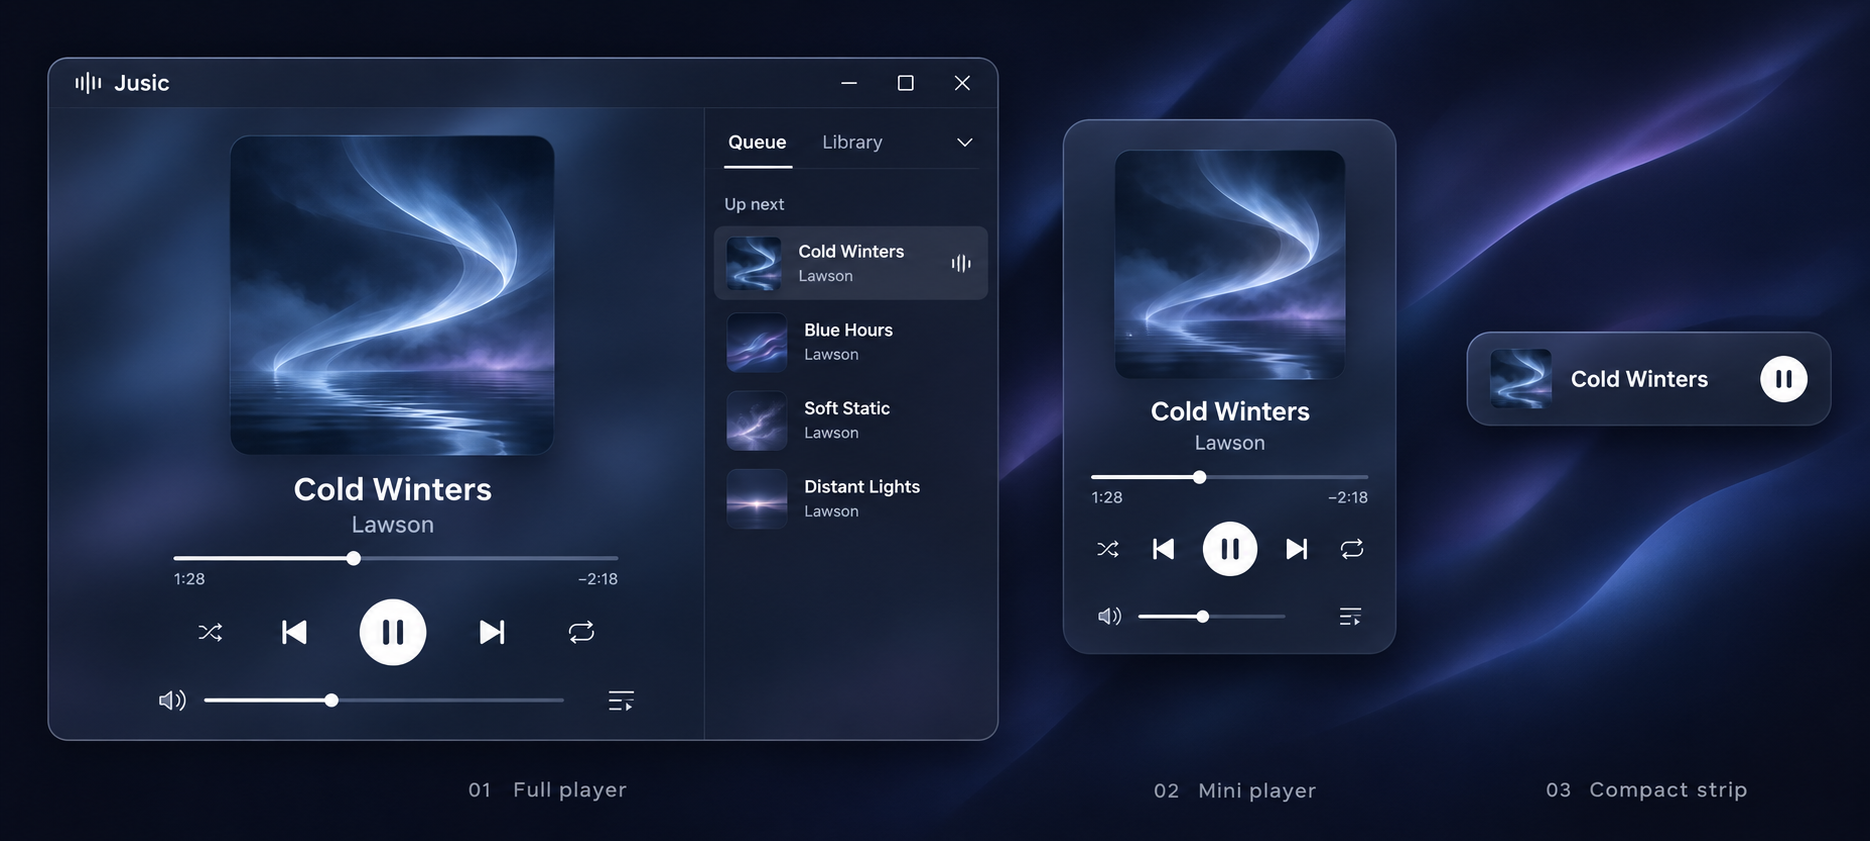 Jusic
Cold Winters
Lawson
1:28
−2:18
Queue
Library
Up next
Cold Winters
Lawson
Blue Hours
Lawson
Soft Static
Lawson
Distant Lights
Lawson
01 Full player
Cold Winters
Lawson
1:28
−2:18
02 Mini player
Cold Winters
03 Compact strip